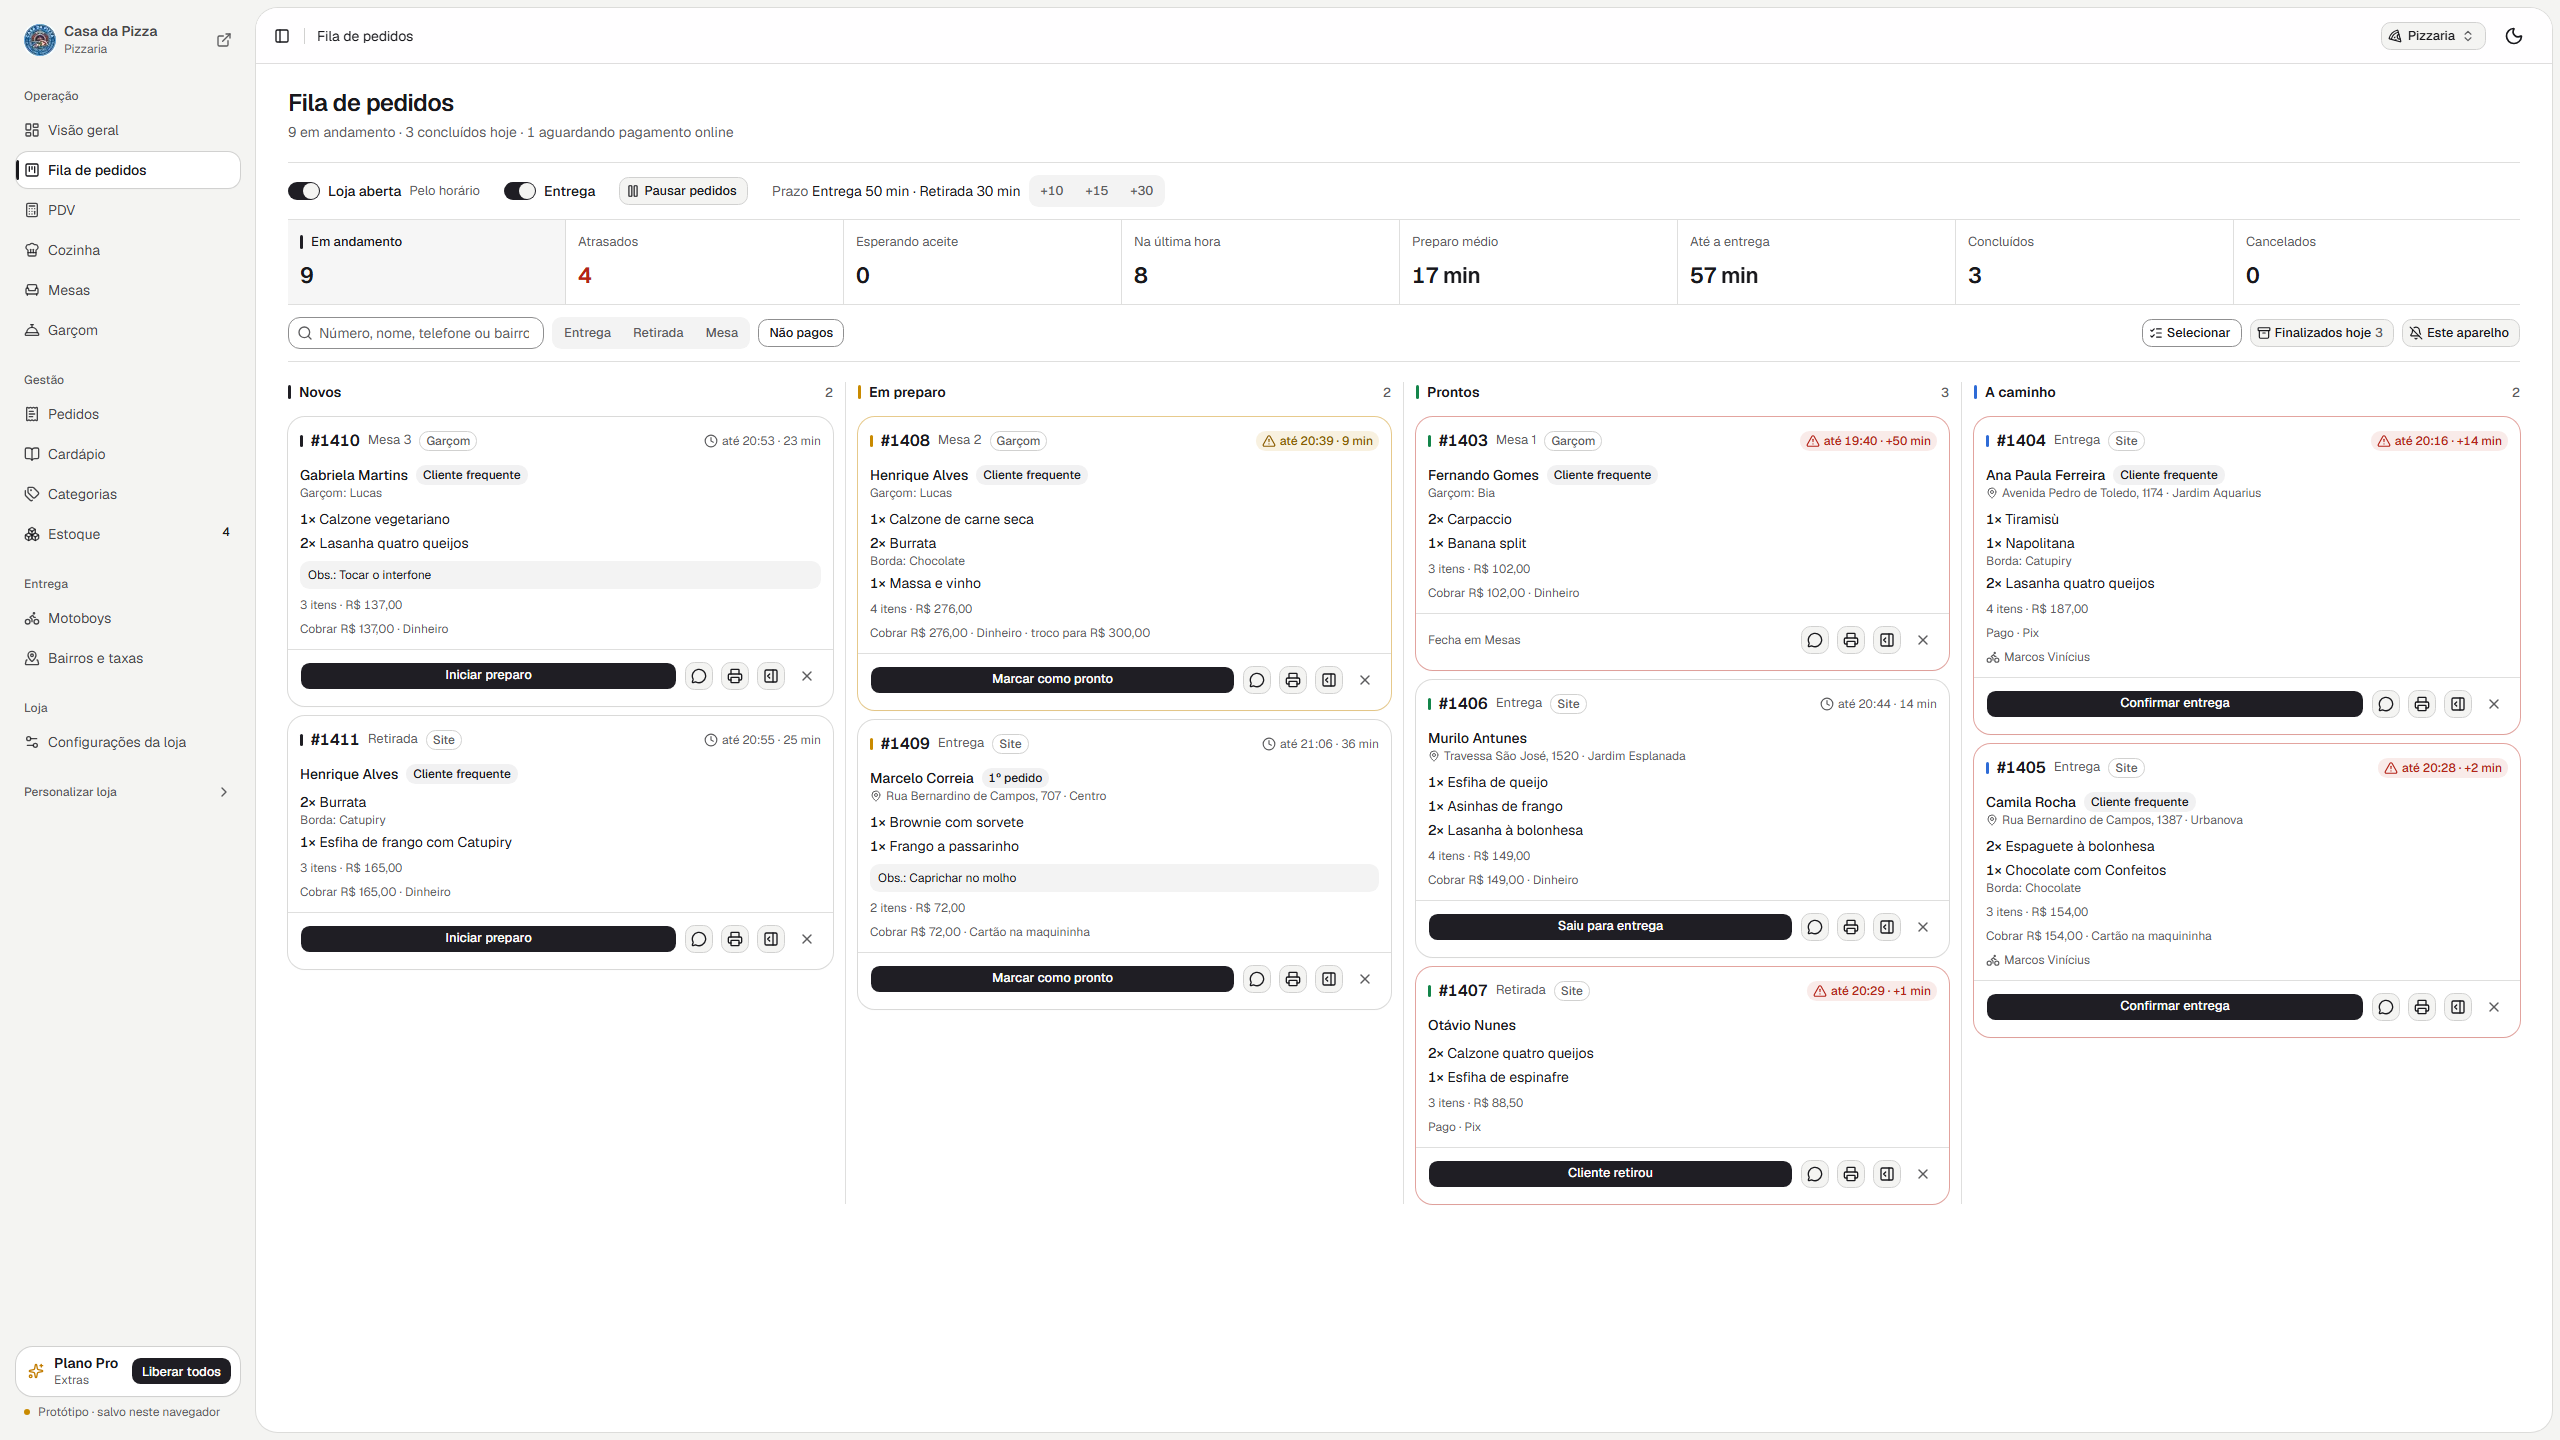 Casa da Pizza
Pizzaria
Operação
Visão geral
Fila de pedidos
PDV
Cozinha
Mesas
Garçom
Gestão
Pedidos
Cardápio
Categorias
Estoque 4
Entrega
Motoboys
Bairros e taxas
Loja
Configurações da loja
Personalizar loja
Plano Pro
Extras
Liberar todos
Protótipo · salvo neste navegador
Fila de pedidos
Pizzaria
Fila de pedidos
9 em andamento · 3 concluídos hoje · 1 aguardando pagamento online
Loja aberta Pelo horário Entrega Pausar pedidos Prazo Entrega 50 min · Retirada 30 min +10 +15 +30
Em andamento
9
Atrasados
4
Esperando aceite
0
Na última hora
8
Preparo médio
17 min
Até a entrega
57 min
Concluídos
3
Cancelados
0
Número, nome, telefone ou bairro
Entrega Retirada Mesa Não pagos
Selecionar Finalizados hoje 3 Este aparelho
Novos 2
#1410 Mesa 3 Garçom até 20:53 · 23 min
Gabriela Martins Cliente frequente
Garçom: Lucas
1× Calzone vegetariano
2× Lasanha quatro queijos
Obs.: Tocar o interfone
3 itens · R$ 137,00
Cobrar R$ 137,00 · Dinheiro
Iniciar preparo
#1411 Retirada Site até 20:55 · 25 min
Henrique Alves Cliente frequente
2× Burrata
Borda: Catupiry
1× Esfiha de frango com Catupiry
3 itens · R$ 165,00
Cobrar R$ 165,00 · Dinheiro
Iniciar preparo
Em preparo 2
#1408 Mesa 2 Garçom até 20:39 · 9 min
Henrique Alves Cliente frequente
Garçom: Lucas
1× Calzone de carne seca
2× Burrata
Borda: Chocolate
1× Massa e vinho
4 itens · R$ 276,00
Cobrar R$ 276,00 · Dinheiro · troco para R$ 300,00
Marcar como pronto
#1409 Entrega Site até 21:06 · 36 min
Marcelo Correia 1º pedido
Rua Bernardino de Campos, 707 · Centro
1× Brownie com sorvete
1× Frango a passarinho
Obs.: Caprichar no molho
2 itens · R$ 72,00
Cobrar R$ 72,00 · Cartão na maquininha
Marcar como pronto
Prontos 3
#1403 Mesa 1 Garçom até 19:40 · +50 min
Fernando Gomes Cliente frequente
Garçom: Bia
2× Carpaccio
1× Banana split
3 itens · R$ 102,00
Cobrar R$ 102,00 · Dinheiro
Fecha em Mesas
#1406 Entrega Site até 20:44 · 14 min
Murilo Antunes
Travessa São José, 1520 · Jardim Esplanada
1× Esfiha de queijo
1× Asinhas de frango
2× Lasanha à bolonhesa
4 itens · R$ 149,00
Cobrar R$ 149,00 · Dinheiro
Saiu para entrega
#1407 Retirada Site até 20:29 · +1 min
Otávio Nunes
2× Calzone quatro queijos
1× Esfiha de espinafre
3 itens · R$ 88,50
Pago · Pix
Cliente retirou
A caminho 2
#1404 Entrega Site até 20:16 · +14 min
Ana Paula Ferreira Cliente frequente
Avenida Pedro de Toledo, 1174 · Jardim Aquarius
1× Tiramisù
1× Napolitana
Borda: Catupiry
2× Lasanha quatro queijos
4 itens · R$ 187,00
Pago · Pix
Marcos Vinícius
Confirmar entrega
#1405 Entrega Site até 20:28 · +2 min
Camila Rocha Cliente frequente
Rua Bernardino de Campos, 1387 · Urbanova
2× Espaguete à bolonhesa
1× Chocolate com Confeitos
Borda: Chocolate
3 itens · R$ 154,00
Cobrar R$ 154,00 · Cartão na maquininha
Marcos Vinícius
Confirmar entrega